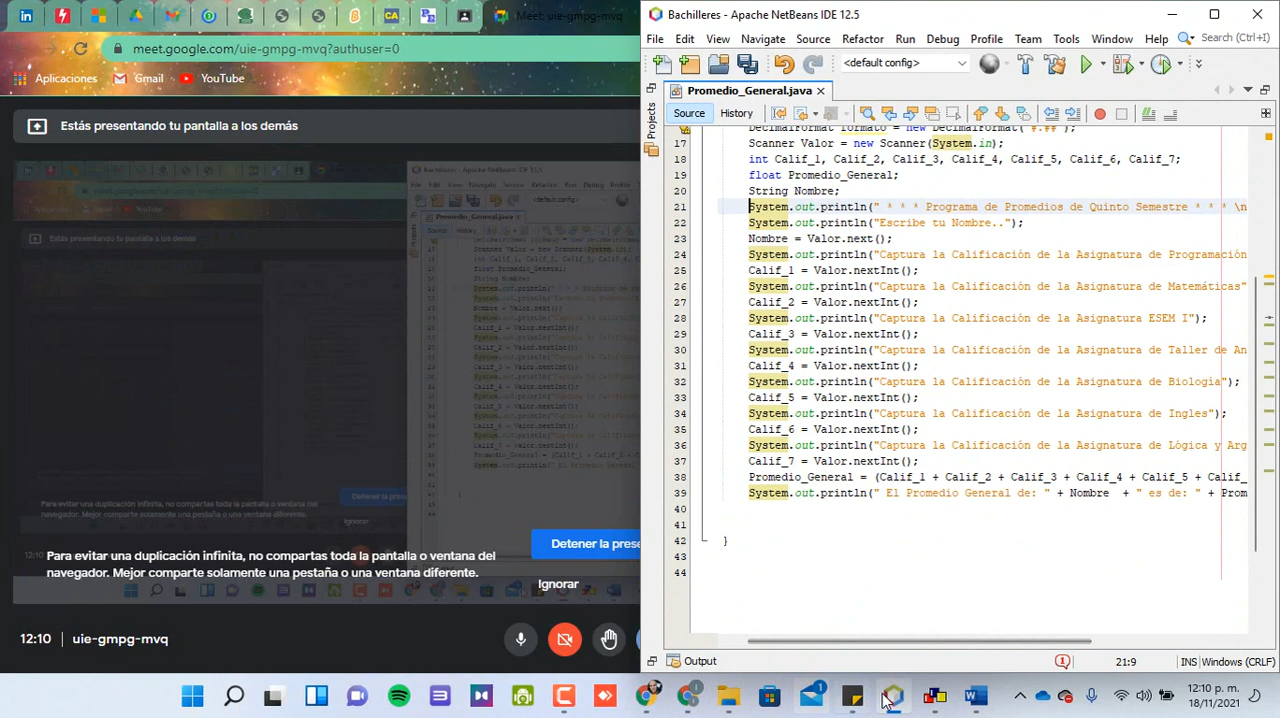 CA
Meet: uie-gmpg-mvq
meet.google.com/uie-gmpg-mvq?authuser=0
Aplicaciones
Gmail
YouTube
Estás presentando tu pantalla a los demás
Para evitar una duplicación infinita, no compartas toda la pantalla o ventana del
navegador. Mejor comparte solamente una pestaña o una ventana diferente.
Detener la prese
Ignorar
12:10 | uie-gmpg-mvq
Bachilleres - Apache NetBeans IDE 12.5
File Edit View Navigate Source Refactor Run Debug Profile Team Tools Window Help
Search (Ctrl+I)
<default config>
Promedio_General.java
Source History
Projects
DecimalFormat formato = new DecimalFormat("#.##");
17 Scanner Valor = new Scanner(System.in);
18 int Calif_1, Calif_2, Calif_3, Calif_4, Calif_5, Calif_6, Calif_7;
19 float Promedio_General;
20 String Nombre;
21 System.out.println(" * * * Programa de Promedios de Quinto Semestre * * * \n
22 System.out.println("Escribe tu Nombre..");
23 Nombre = Valor.next();
24 System.out.println("Captura la Calificación de la Asignatura de Programación
25 Calif_1 = Valor.nextInt();
26 System.out.println("Captura la Calificación de la Asignatura de Matemáticas"
27 Calif_2 = Valor.nextInt();
28 System.out.println("Captura la Calificación de la Asignatura ESEM I");
29 Calif_3 = Valor.nextInt();
30 System.out.println("Captura la Calificación de la Asignatura de Taller de An
31 Calif_4 = Valor.nextInt();
32 System.out.println("Captura la Calificación de la Asignatura de Biología");
33 Calif_5 = Valor.nextInt();
34 System.out.println("Captura la Calificación de la Asignatura de Ingles");
35 Calif_6 = Valor.nextInt();
36 System.out.println("Captura la Calificación de la Asignatura de Lógica y Arg
37 Calif_7 = Valor.nextInt();
38 Promedio_General = (Calif_1 + Calif_2 + Calif_3 + Calif_4 + Calif_5 + Calif_
39 System.out.println(" El Promedio General de: " + Nombre + " es de: " + Prom
40
41
42 }
43
44
Output
1
21:9
INS
Windows (CRLF)
1
12:10 p. m.
18/11/2021